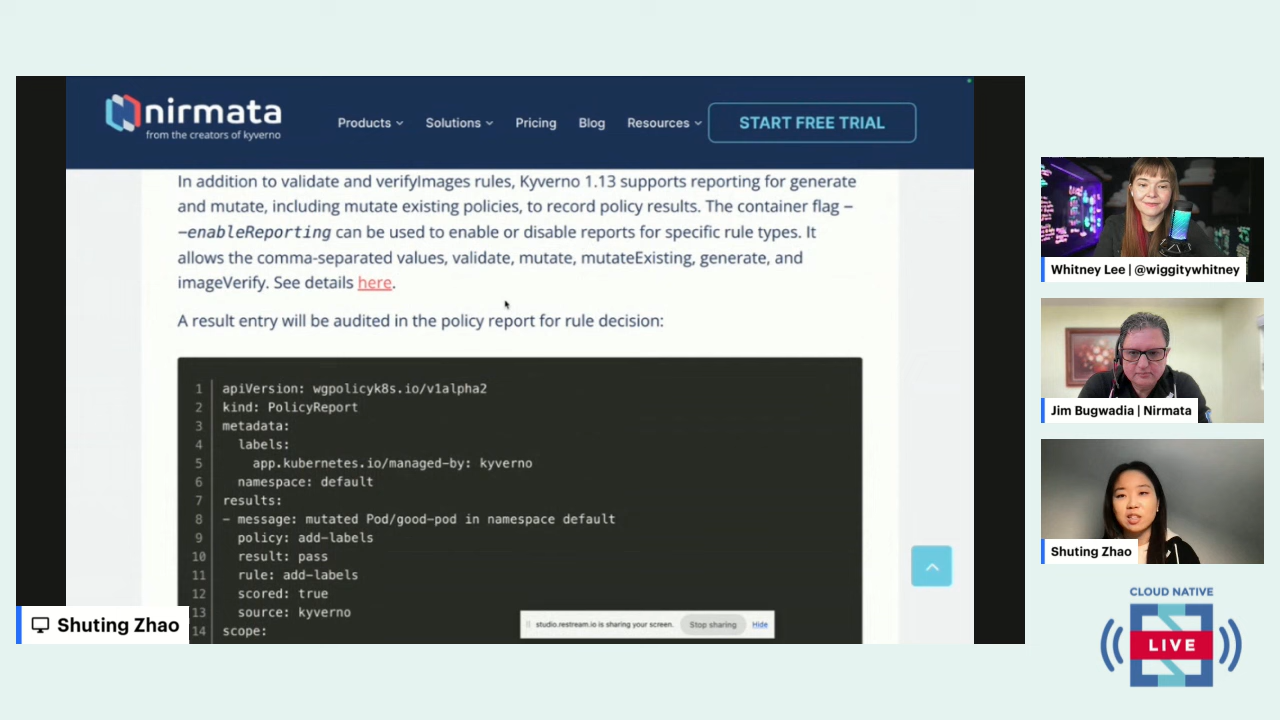 nirmata
from the creators of kyverno
Products
Solutions
Pricing
Blog
Resources
START FREE TRIAL
In addition to validate and verifyImages rules, Kyverno 1.13 supports reporting for generate
and mutate, including mutate existing policies, to record policy results. The container flag –
–enableReporting can be used to enable or disable reports for specific rule types. It
allows the comma-separated values, validate, mutate, mutateExisting, generate, and
imageVerify. See details here.
A result entry will be audited in the policy report for rule decision:
1 apiVersion: wgpolicyk8s.io/v1alpha2
2 kind: PolicyReport
3 metadata:
4 labels:
5 app.kubernetes.io/managed-by: kyverno
6 namespace: default
7 results:
8 - message: mutated Pod/good-pod in namespace default
9 policy: add-labels
10 result: pass
11 rule: add-labels
12 scored: true
13 source: kyverno
14 scope:
studio.restream.io is sharing your screen.
Stop sharing
Hide
Shuting Zhao
Whitney Lee | @wiggitywhitney
Jim Bugwadia | Nirmata
Shuting Zhao
CLOUD NATIVE
LIVE